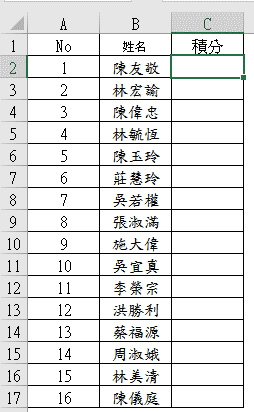 A B C
1 No 姓名 積分
2 1 陳友敬
3 2 林宏諭
4 3 陳偉忠
5 4 林毓恆
6 5 陳玉玲
7 6 莊慧玲
8 7 吳若權
9 8 張淑滿
10 9 施大偉
11 10 吳宜真
12 11 李榮宗
13 12 洪勝利
14 13 蔡福源
15 14 周淑娥
16 15 林美清
17 16 陳儀庭